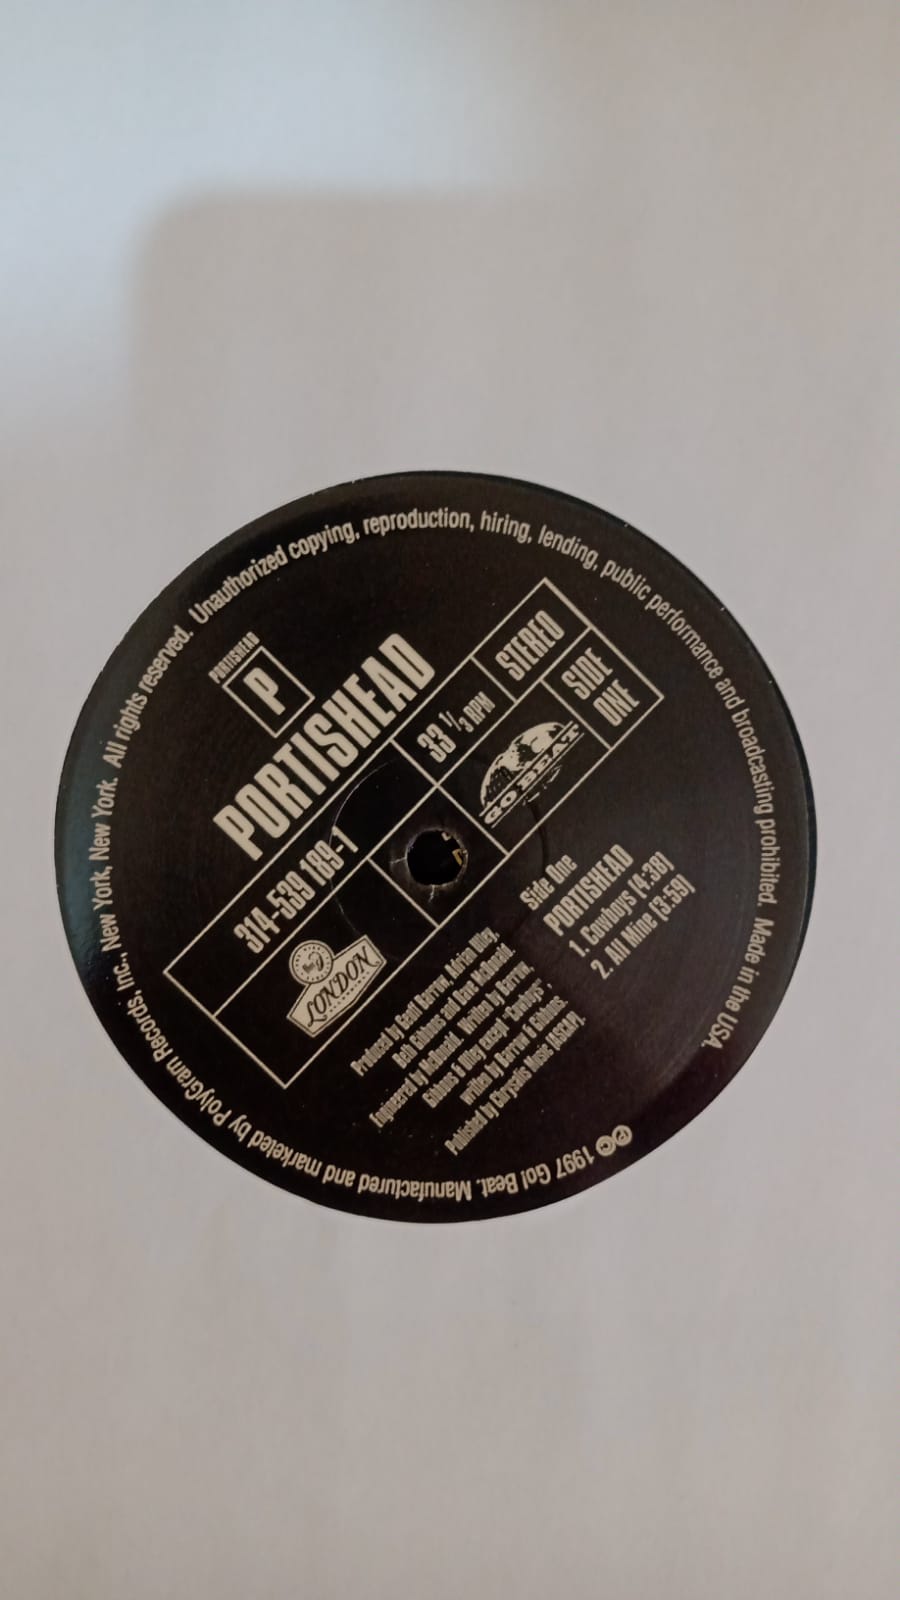 PORTISHEAD
P
PORTISHEAD
314-539 189-1
33 1/3 RPM
STEREO
LONDON
GO BEAT
SIDE
ONE
Side One
PORTISHEAD
1. Cowboys (4:38)
2. All Mine (3:59)
Produced by Geoff Barrow, Adrian Utley,
Beth Gibbons and Dave McDonald.
Engineered by McDonald. Written by Barrow,
Gibbons & Utley except "Cowboys",
written by Barrow & Gibbons.
Published by Chrysalis Music (ASCAP).
℗© 1997 Go! Beat. Manufactured and marketed by PolyGram Records, Inc., New York, New York. All rights reserved. Unauthorized copying, reproduction, hiring, lending, public performance and broadcasting prohibited. Made in the USA.